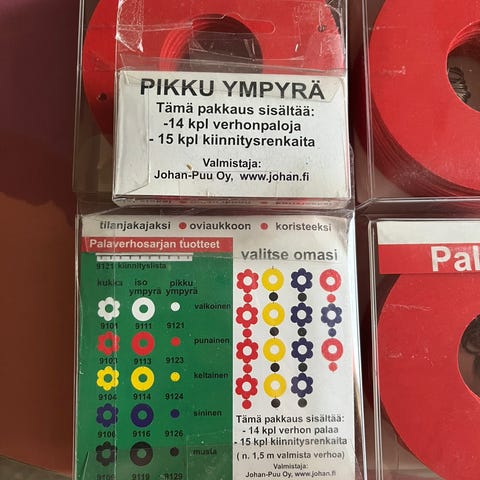 PIKKU YMPYRÄ
Tämä pakkaus sisältää:
-14 kpl verhonpaloja
- 15 kpl kiinnitysrenkaita
Valmistaja:
Johan-Puu Oy, www.johan.fi
tilanjakajaksi ● oviaukkoon ● koristeeksi
Palaverhosarjan tuotteet
valitse omasi
9121 kiinnityslista
kukka iso ympyrä pikku ympyrä
valkoinen
9101 9111 9121
punainen
9103 9113 9123
keltainen
9104 9114 9124
sininen
9106 9116 9126
musta
9109 9119 9129
Tämä pakkaus sisältää:
- 14 kpl verhon palaa
- 15 kpl kiinnitysrenkaita
( n. 1,5 m valmista verhoa)
Valmistaja:
Johan-Puu Oy, www.johan.fi
Pal